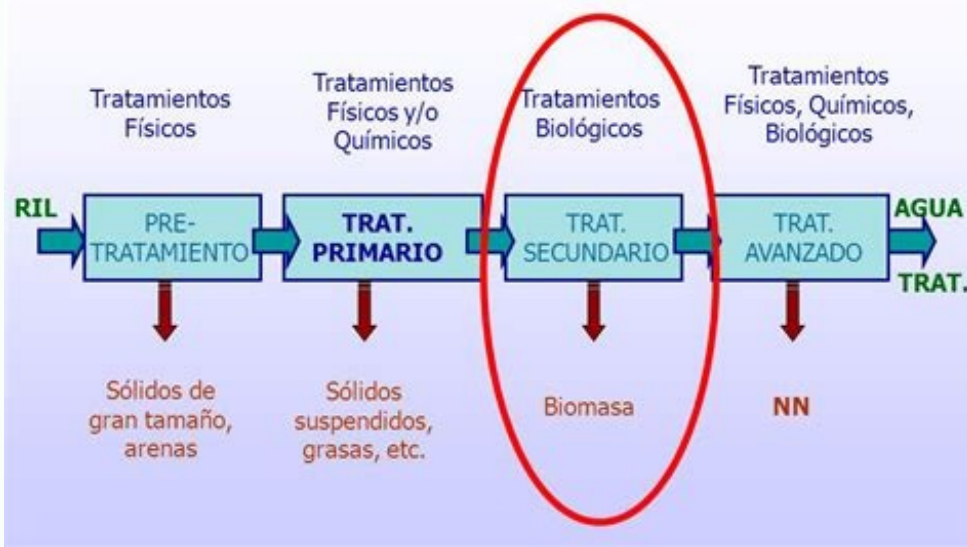 Tratamientos
Físicos
Tratamientos
Físicos y/o
Químicos
Tratamientos
Biológicos
Tratamientos
Físicos, Químicos,
Biológicos
RIL
PRE-
TRATAMIENTO
TRAT.
PRIMARIO
TRAT.
SECUNDARIO
TRAT.
AVANZADO
AGUA
TRAT.
Sólidos de
gran tamaño,
arenas
Sólidos
suspendidos,
grasas, etc.
Biomasa
NN